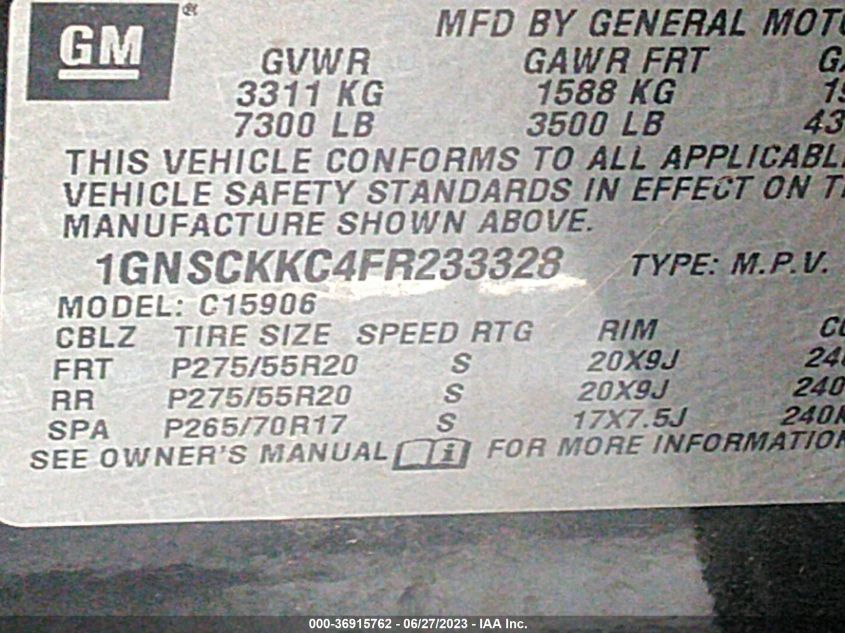 GM ®
MFD BY GENERAL
GVWR GAWR FRT
3311 KG 1588 KG
7300 LB 3500 LB
THIS VEHICLE CONFORMS TO ALL
VEHICLE SAFETY STANDARDS IN EFFECT ON
MANUFACTURE SHOWN ABOVE.
1GNSCKKC4FR233328 TYPE: M.P.V.
MODEL: C15906
CBLZ TIRE SIZE SPEED RTG RIM
FRT P275/55R20 S 20X9J
RR P275/55R20 S 20X9J
SPA P265/70R17 S 17X7.5J
SEE OWNER'S MANUAL i FOR MORE INFORMATION
000-36915762 - 06/27/2023 - IAA Inc.